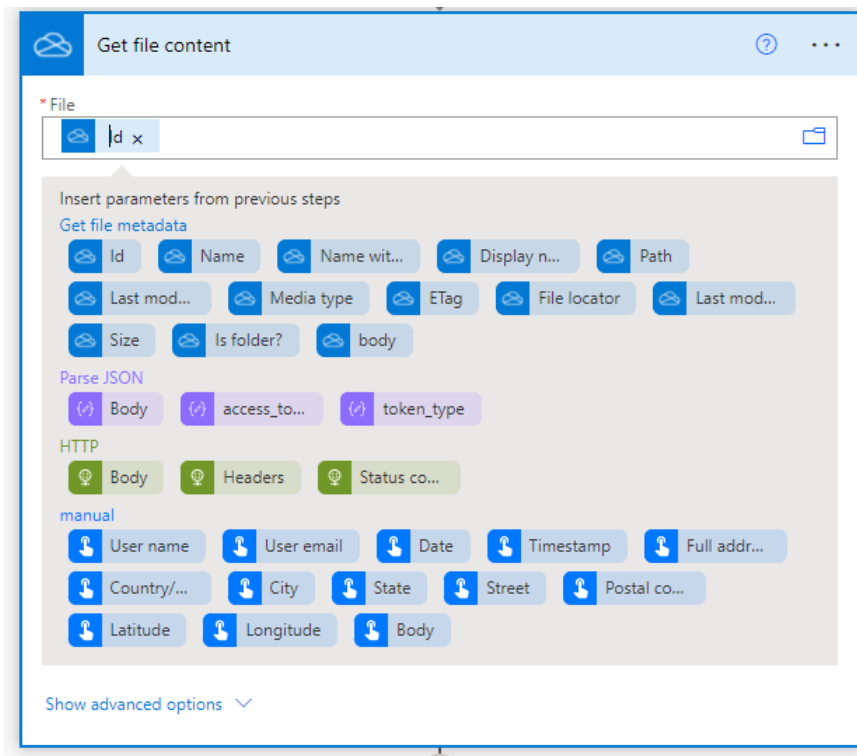 Get file content
* File
Id ×
Insert parameters from previous steps
Get file metadata
Id Name Name wit... Display n... Path
Last mod... Media type ETag File locator Last mod...
Size Is folder? body
Parse JSON
Body access_to... token_type
HTTP
Body Headers Status co...
manual
User name User email Date Timestamp Full addr...
Country/... City State Street Postal co...
Latitude Longitude Body
Show advanced options